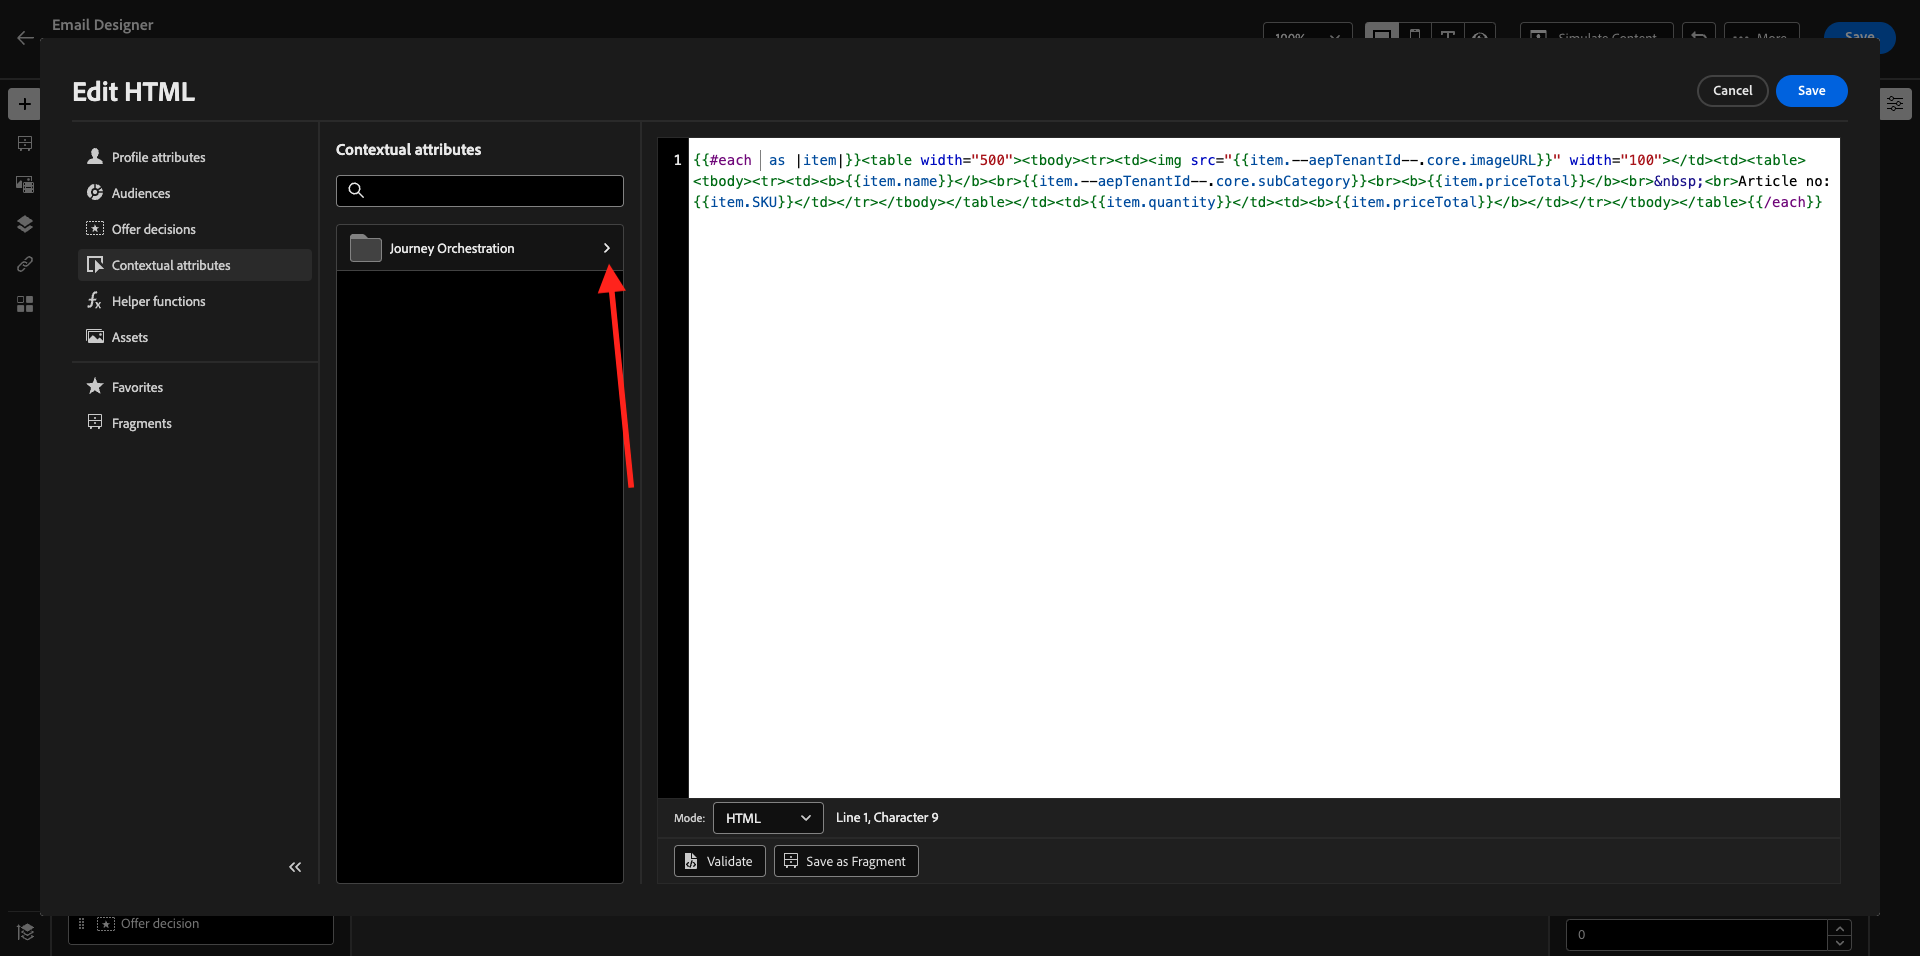 Email Designer
100%
Simulate Content
More
Save
Edit HTML
Cancel
Save
Profile attributes
Audiences
Offer decisions
Contextual attributes
Helper functions
Assets
Favorites
Fragments
Contextual attributes
Journey Orchestration
1
{{#each  as |item|}}<table width="500"><tbody><tr><td><img src="{{item.--aepTenantId--.core.imageURL}}" width="100"></td><td><table>
<tbody><tr><td><b>{{item.name}}</b><br>{{item.--aepTenantId--.core.subCategory}}<br><b>{{item.priceTotal}}</b><br>&nbsp;<br>Article no:
{{item.SKU}}</td></tr></tbody></table></td><td>{{item.quantity}}</td><td><b>{{item.priceTotal}}</b></td></tr></tbody></table>{{/each}}
Mode:
HTML
Line 1, Character 9
Validate
Save as Fragment
Offer decision
0